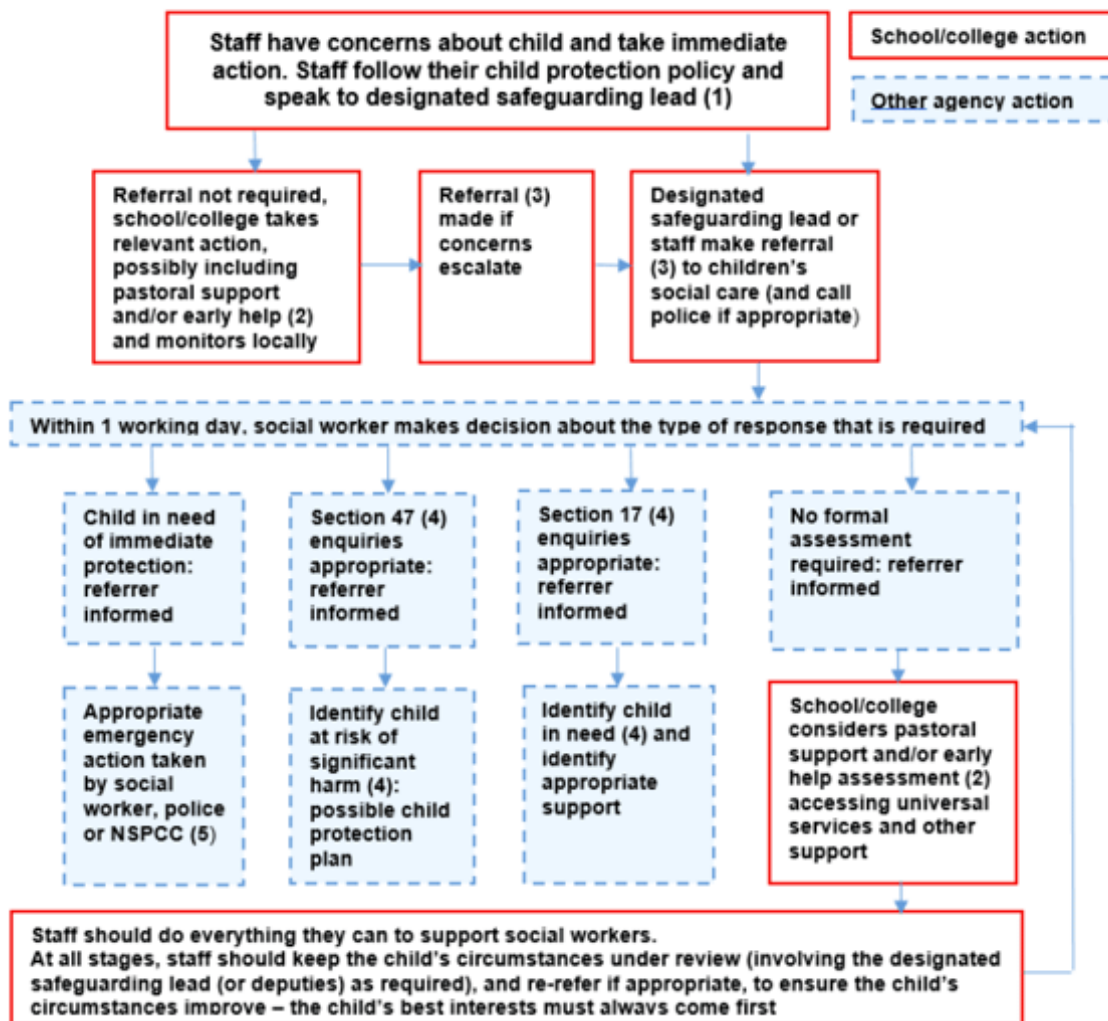 Staff have concerns about child and take immediate
action. Staff follow their child protection policy and
speak to designated safeguarding lead (1)
School/college action
Other agency action
Referral not required,
school/college takes
relevant action,
possibly including
pastoral support
and/or early help (2)
and monitors locally
Referral (3)
made if
concerns
escalate
Designated
safeguarding lead or
staff make referral
(3) to children's
social care (and call
police if appropriate)
Within 1 working day, social worker makes decision about the type of response that is required
Child in need
of immediate
protection:
referrer
informed
Section 47 (4)
enquiries
appropriate:
referrer
informed
Section 17 (4)
enquiries
appropriate:
referrer
informed
No formal
assessment
required: referrer
informed
Appropriate
emergency
action taken
by social
worker, police
or NSPCC (5)
Identify child
at risk of
significant
harm (4):
possible child
protection
plan
Identify child
in need (4) and
identify
appropriate
support
School/college
considers pastoral
support and/or early
help assessment (2)
accessing universal
services and other
support
Staff should do everything they can to support social workers.
At all stages, staff should keep the child's circumstances under review (involving the designated
safeguarding lead (or deputies) as required), and re-refer if appropriate, to ensure the child's
circumstances improve – the child's best interests must always come first